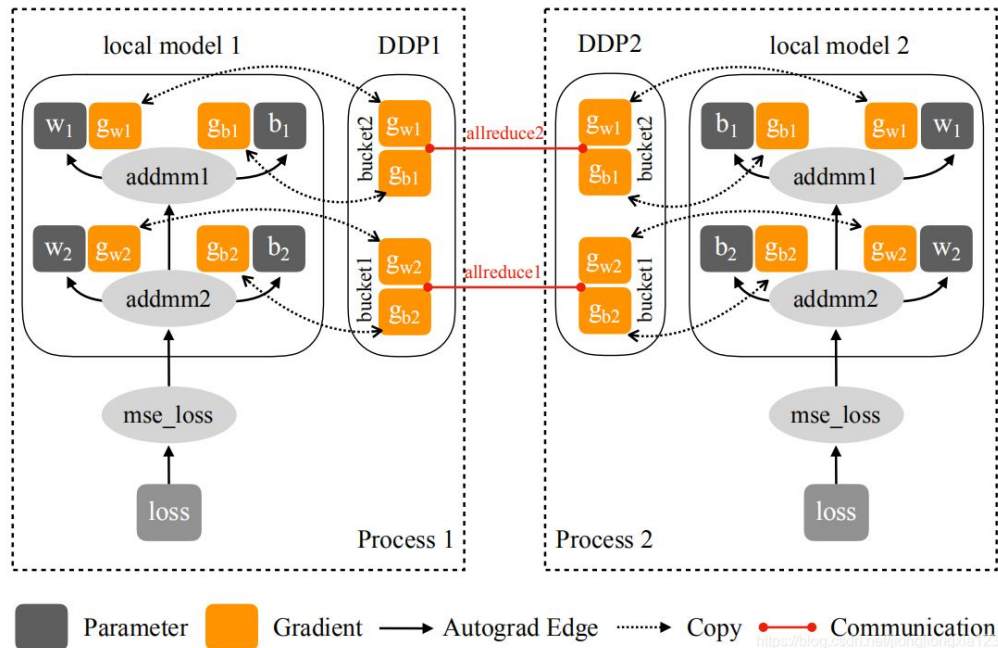 local model 1
DDP1
DDP2
local model 2
w1 gw1 gb1 b1
gw1
gb1
bucket2
allreduce2
gw1
gb1
bucket2
b1 gb1 gw1 w1
addmm1
addmm1
w2 gw2 gb2 b2
gw2
gb2
bucket1
allreduce1
gw2
gb2
bucket1
b2 gb2 gw2 w2
addmm2
addmm2
mse_loss
mse_loss
loss
loss
Process 1
Process 2
Parameter
Gradient
Autograd Edge
Copy
Communication